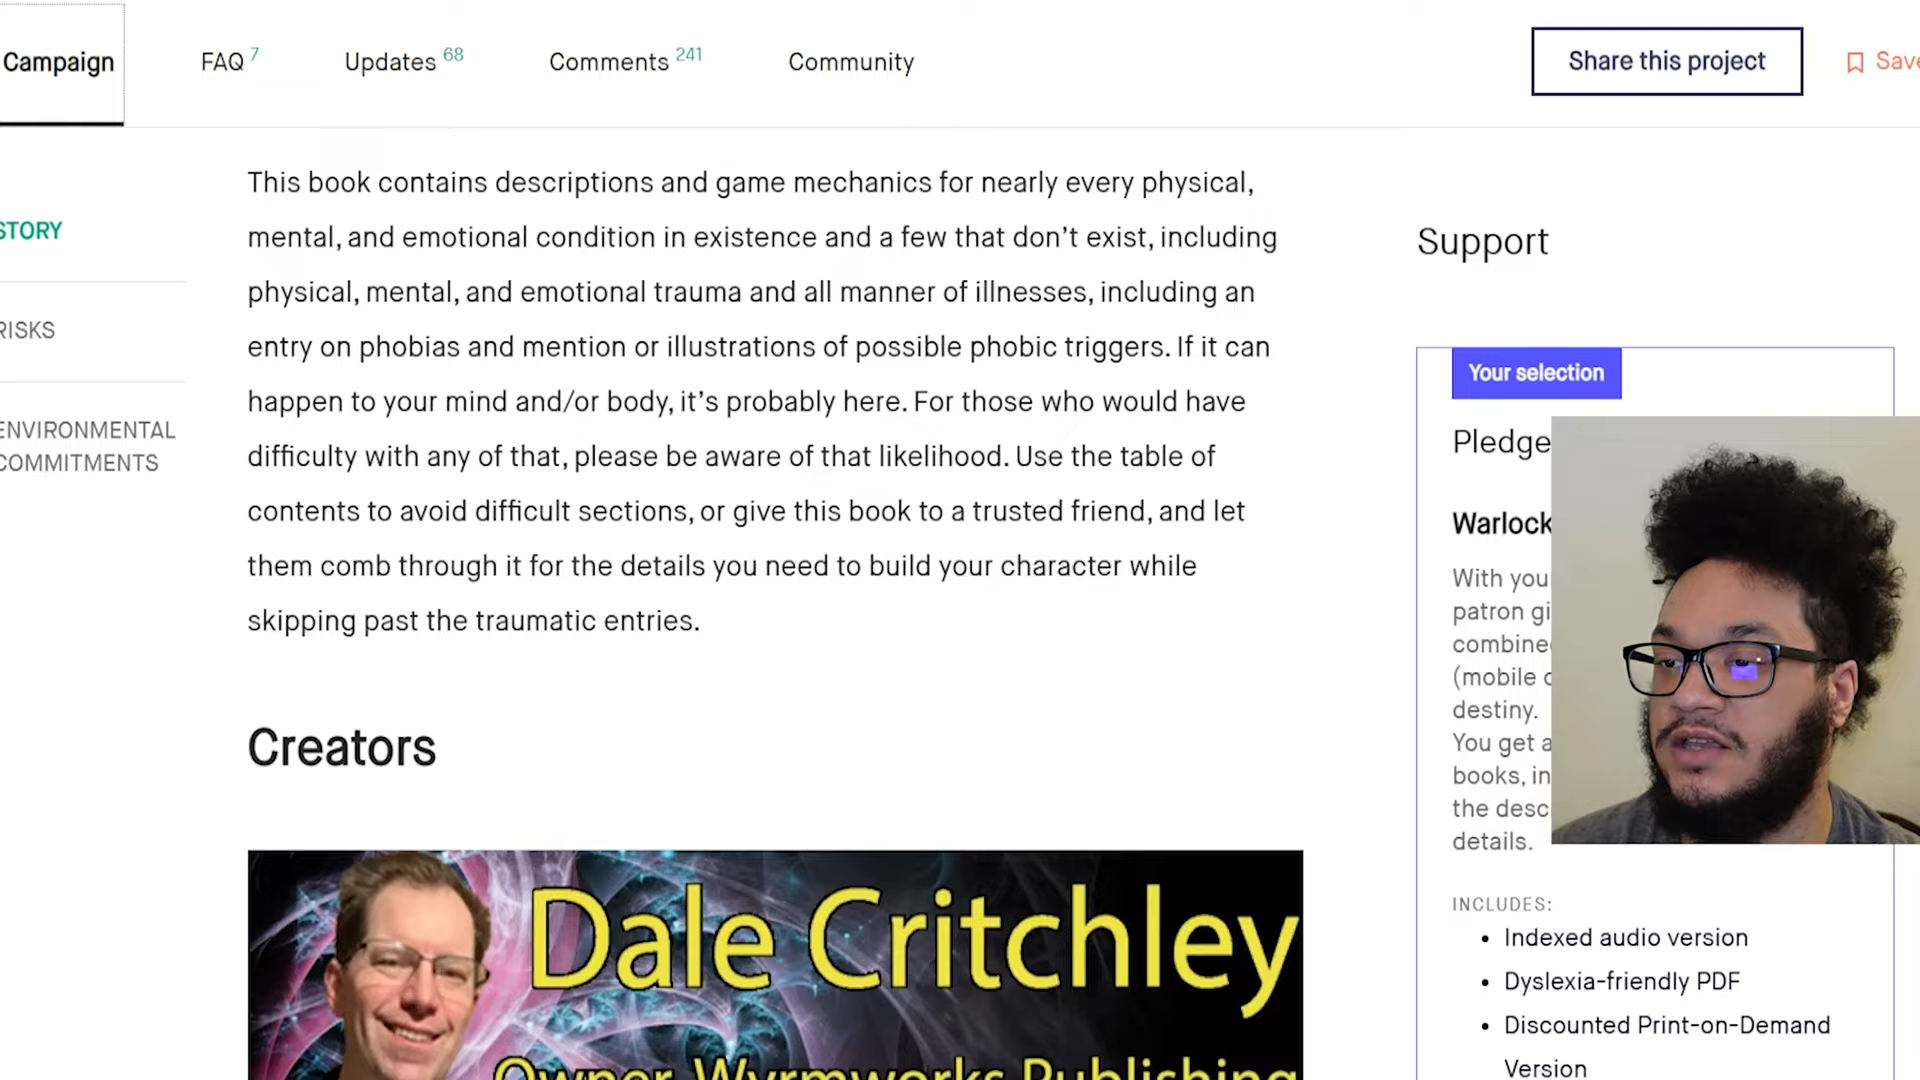 Campaign
FAQ 7
Updates 68
Comments 241
Community
Share this project
STORY
RISKS
ENVIRONMENTAL
COMMITMENTS
This book contains descriptions and game mechanics for nearly every physical,
mental, and emotional condition in existence and a few that don't exist, including
physical, mental, and emotional trauma and all manner of illnesses, including an
entry on phobias and mention or illustrations of possible phobic triggers. If it can
happen to your mind and/or body, it's probably here. For those who would have
difficulty with any of that, please be aware of that likelihood. Use the table of
contents to avoid difficult sections, or give this book to a trusted friend, and let
them comb through it for the details you need to build your character while
skipping past the traumatic entries.
Creators
Dale Critchley
Owner, Wyrmworks Publishing
Support
Your selection
Pledge
Warlock
With you
patron gi
combine
(mobile
destiny.
You get a
books, in
the desc
details.
INCLUDES:
Indexed audio version
Dyslexia-friendly PDF
Discounted Print-on-Demand
Version